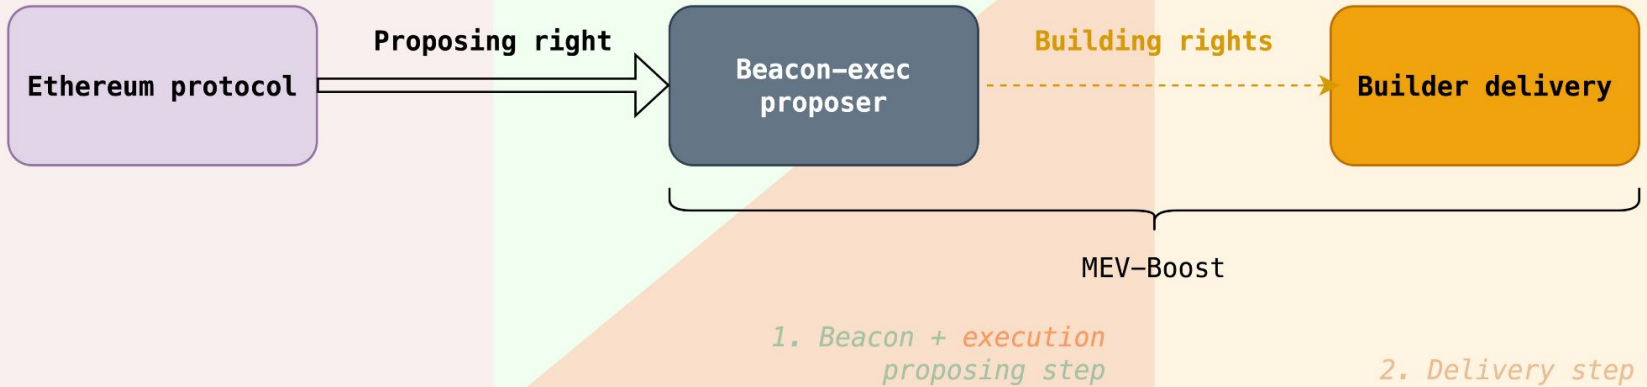 Proposing right
Building rights
Ethereum protocol
Beacon-exec
proposer
Builder delivery
MEV-Boost
1. Beacon + execution
proposing step
2. Delivery step